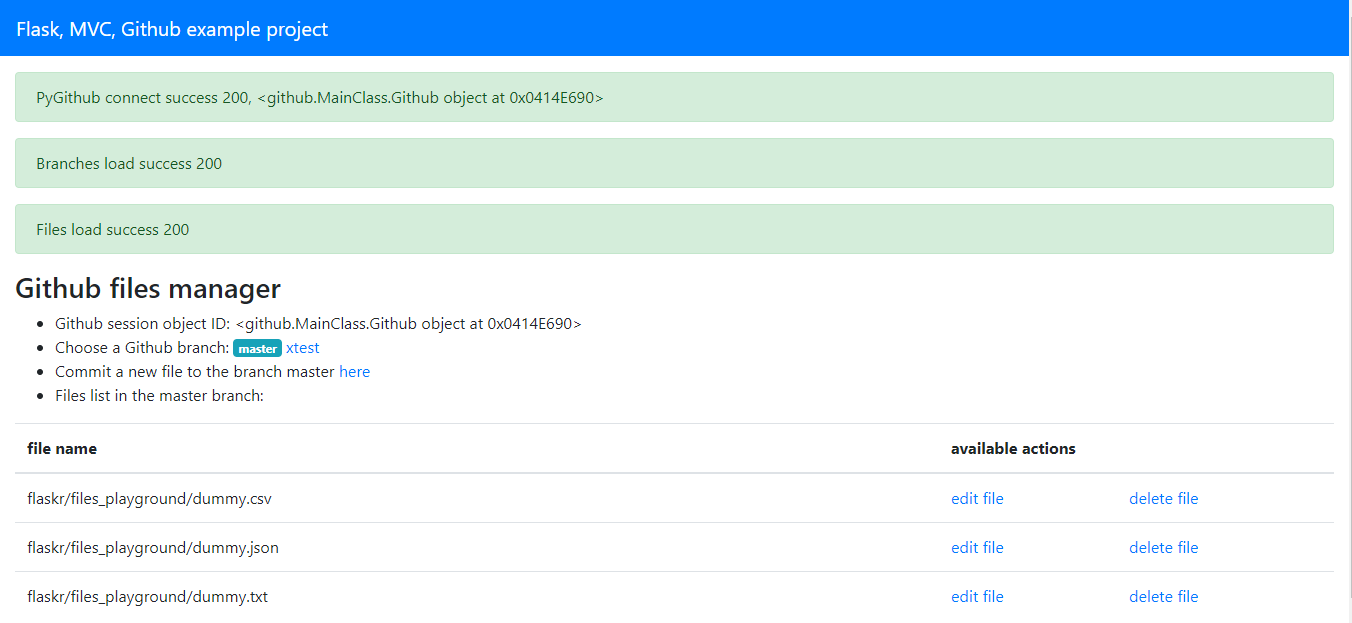 Flask, MVC, Github example project
PyGithub connect success 200, <github.MainClass.Github object at 0x0414E690>
Branches load success 200
Files load success 200
Github files manager
Github session object ID: <github.MainClass.Github object at 0x0414E690>
Choose a Github branch: master xtest
Commit a new file to the branch master here
Files list in the master branch:
file name available actions
flaskr/files_playground/dummy.csv edit file delete file
flaskr/files_playground/dummy.json edit file delete file
flaskr/files_playground/dummy.txt edit file delete file